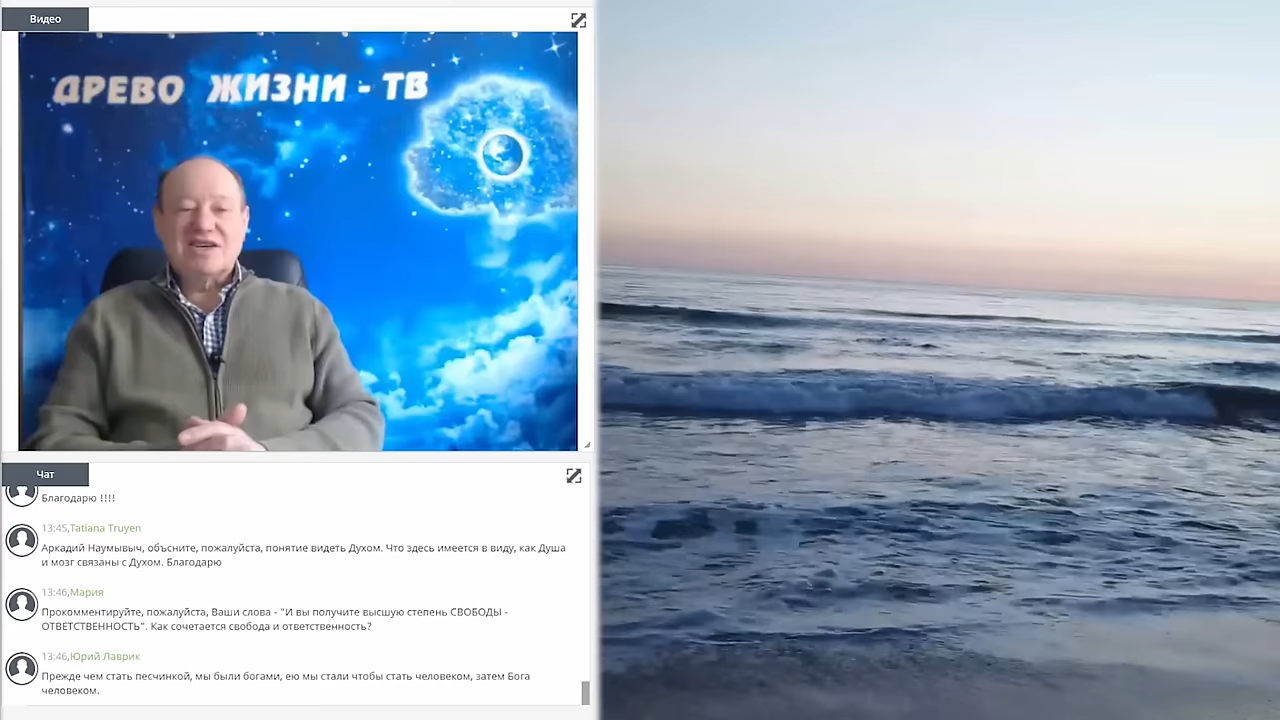 Видео
ДРЕВО ЖИЗНИ - ТВ
Чат
Благодарю !!!!
13:45,Tatiana Truyen
Аркадий Наумывыч, объсните, пожалуйста, понятие видеть Духом. Что здесь имеется в виду, как Душа
и мозг связаны с Духом. Благодарю
13:46,Мария
Прокомментируйте, пожалуйста, Ваши слова - "И вы получите высшую степень СВОБОДЫ -
ОТВЕТСТВЕННОСТЬ". Как сочетается свобода и ответственность?
13:46,Юрий Лаврик
Прежде чем стать песчинкой, мы были богами, ею мы стали чтобы стать человеком, затем Бога
человеком.